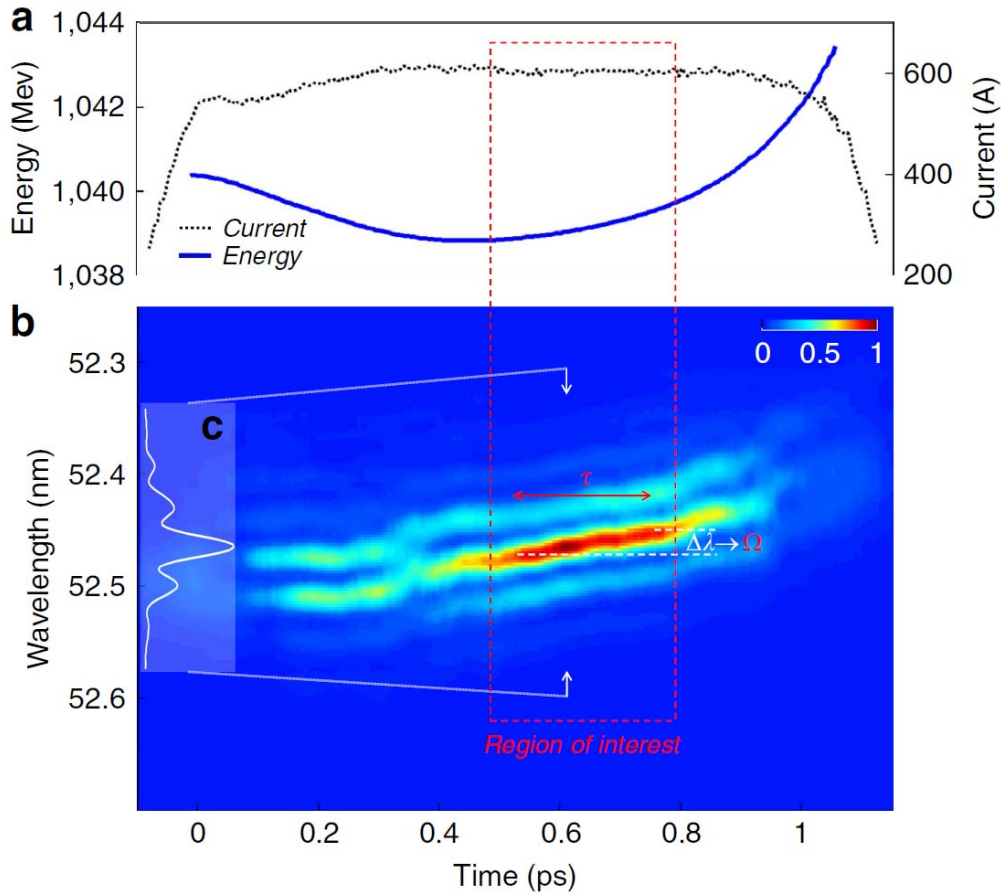 a
1,044
1,042
1,040
1,038
Energy (Mev)
600
400
200
Current (A)
Current
Energy
b
0 0.5 1
52.3
52.4
52.5
52.6
Wavelength (nm)
c
τ
Δλ→Ω
Region of interest
0 0.2 0.4 0.6 0.8 1
Time (ps)